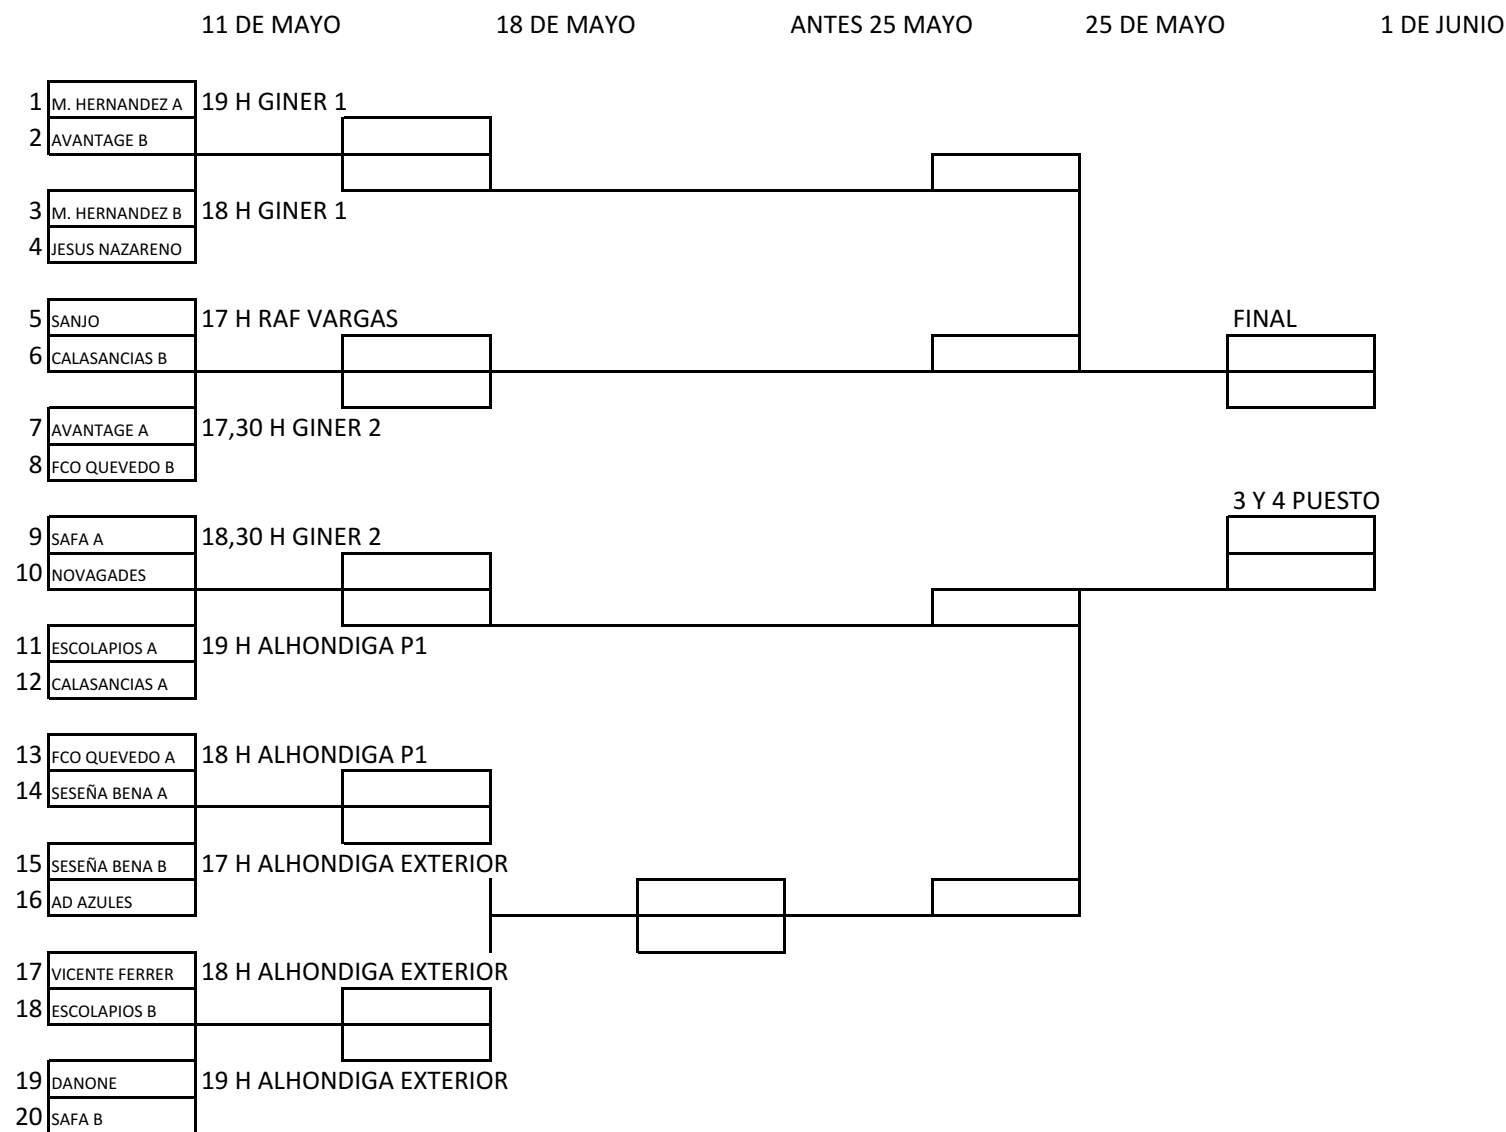 11 DE MAYO 18 DE MAYO ANTES 25 MAYO 25 DE MAYO 1 DE JUNIO
1 M. HERNANDEZ A 19 H GINER 1
2 AVANTAGE B
3 M. HERNANDEZ B 18 H GINER 1
4 JESUS NAZARENO
5 SANJO 17 H RAF VARGAS FINAL
6 CALASANCIAS B
7 AVANTAGE A 17,30 H GINER 2
8 FCO QUEVEDO B
3 Y 4 PUESTO
9 SAFA A 18,30 H GINER 2
10 NOVAGADES
11 ESCOLAPIOS A 19 H ALHONDIGA P1
12 CALASANCIAS A
13 FCO QUEVEDO A 18 H ALHONDIGA P1
14 SESEÑA BENA A
15 SESEÑA BENA B 17 H ALHONDIGA EXTERIOR
16 AD AZULES
17 VICENTE FERRER 18 H ALHONDIGA EXTERIOR
18 ESCOLAPIOS B
19 DANONE 19 H ALHONDIGA EXTERIOR
20 SAFA B